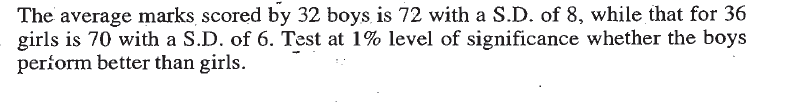 The average marks scored by 32 boys is 72 with a S.D. of 8, while that for 36
girls is 70 with a S.D. of 6. Test at 1% level of significance whether the boys
perform better than girls.